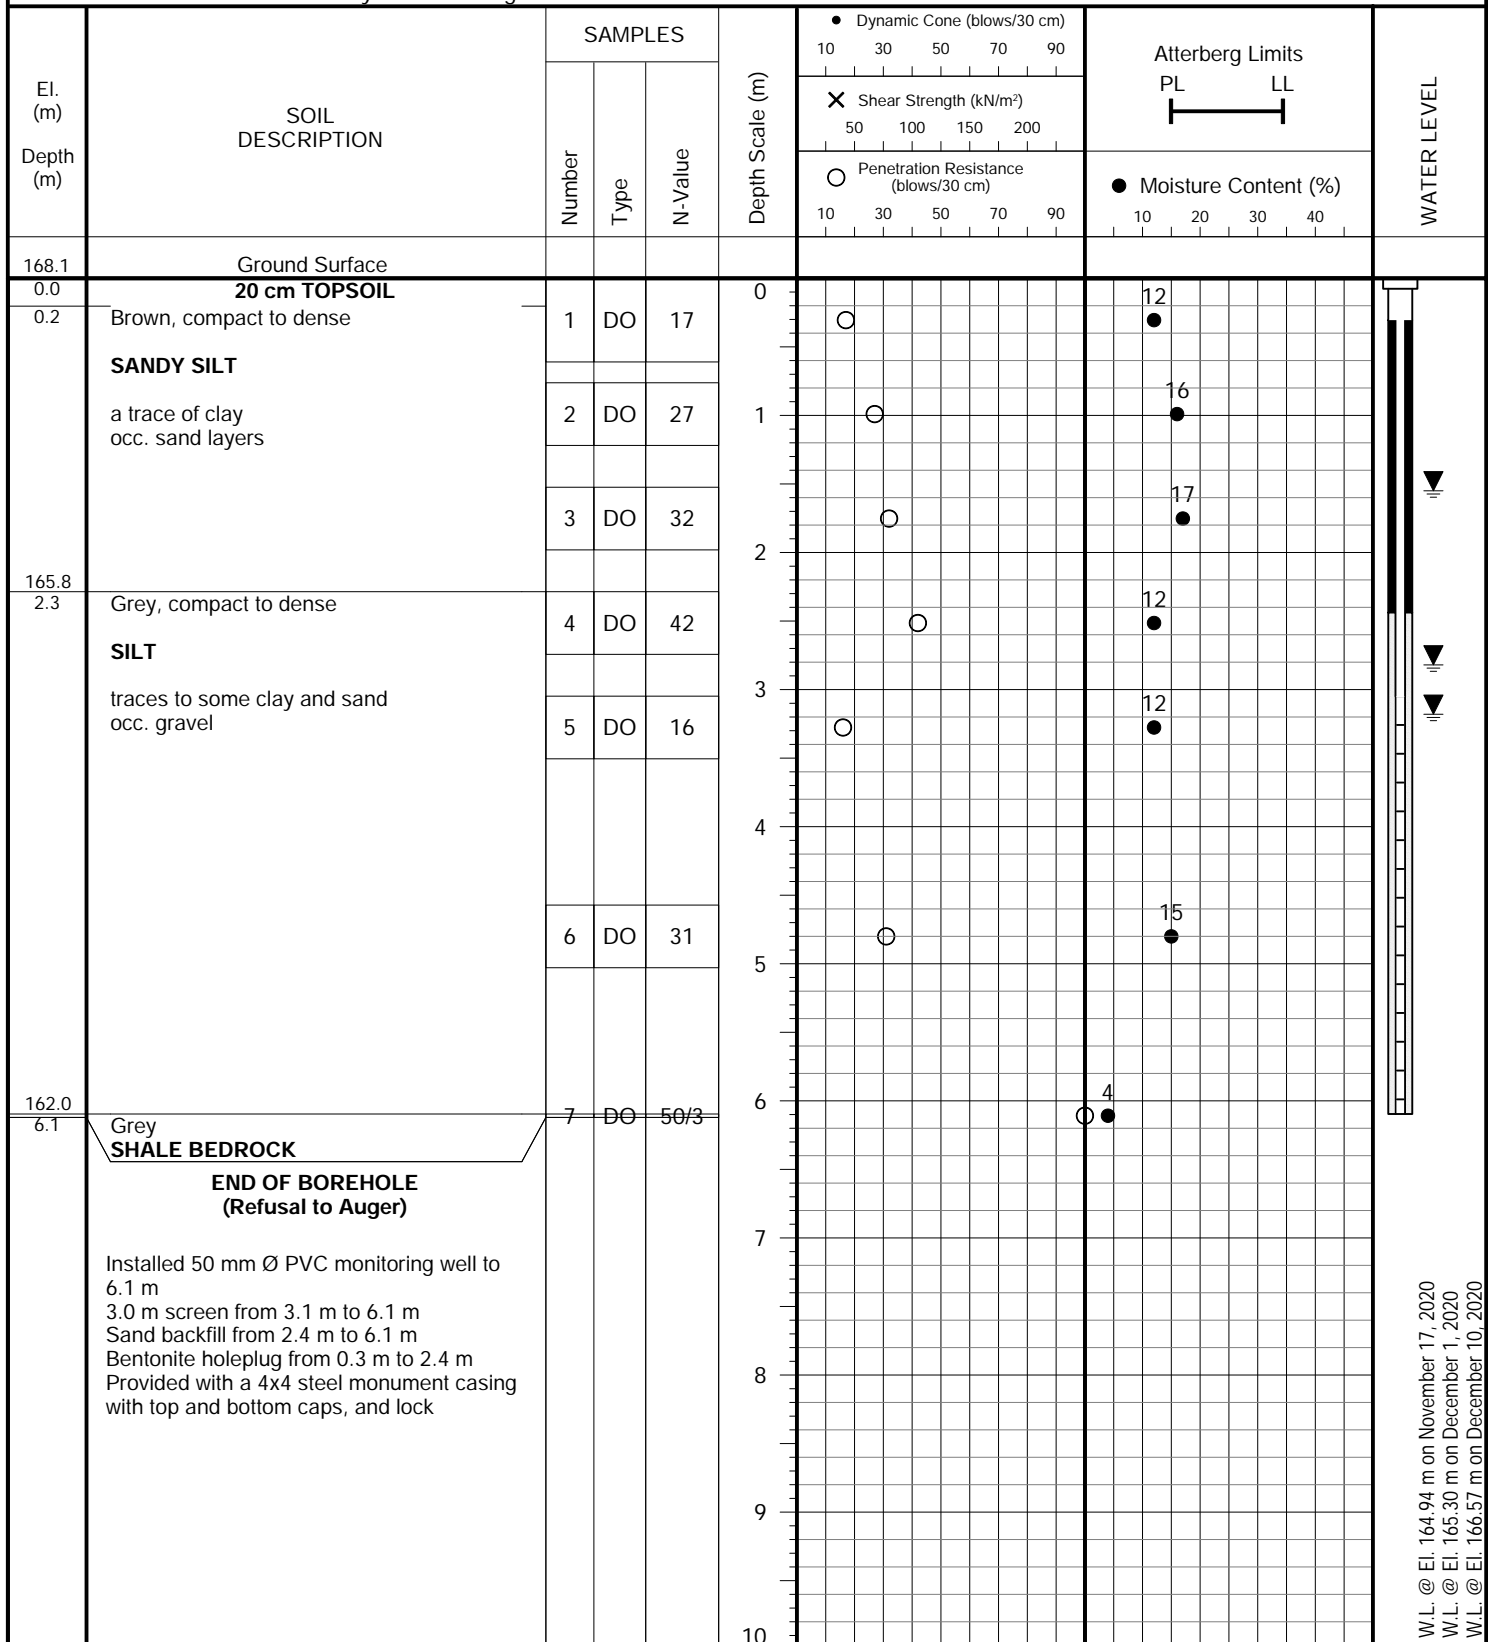 El.
(m)
Depth
(m)
SOIL
DESCRIPTION
SAMPLES
Number
Type
N-Value
Depth Scale (m)
● Dynamic Cone (blows/30 cm)
10 30 50 70 90
✕ Shear Strength (kN/m²)
50 100 150 200
○ Penetration Resistance
(blows/30 cm)
10 30 50 70 90
Atterberg Limits
PL LL
● Moisture Content (%)
10 20 30 40
WATER LEVEL
168.1 Ground Surface
0.0 20 cm TOPSOIL 0
12
0.2 Brown, compact to dense 1 DO 17
SANDY SILT
16
a trace of clay 2 DO 27 1
occ. sand layers
17
3 DO 32
2
165.8
2.3 Grey, compact to dense 12
4 DO 42
SILT
3
traces to some clay and sand 12
occ. gravel 5 DO 16
4
15
6 DO 31
5
6
4
162.0
6.1 Grey 7 DO 50/3
SHALE BEDROCK
END OF BOREHOLE
(Refusal to Auger)
7
Installed 50 mm Ø PVC monitoring well to
6.1 m
3.0 m screen from 3.1 m to 6.1 m
Sand backfill from 2.4 m to 6.1 m
Bentonite holeplug from 0.3 m to 2.4 m
Provided with a 4x4 steel monument casing
with top and bottom caps, and lock
8
9
10
W.L. @ El. 164.94 m on November 17, 2020
W.L. @ El. 165.30 m on December 1, 2020
W.L. @ El. 166.57 m on December 10, 2020